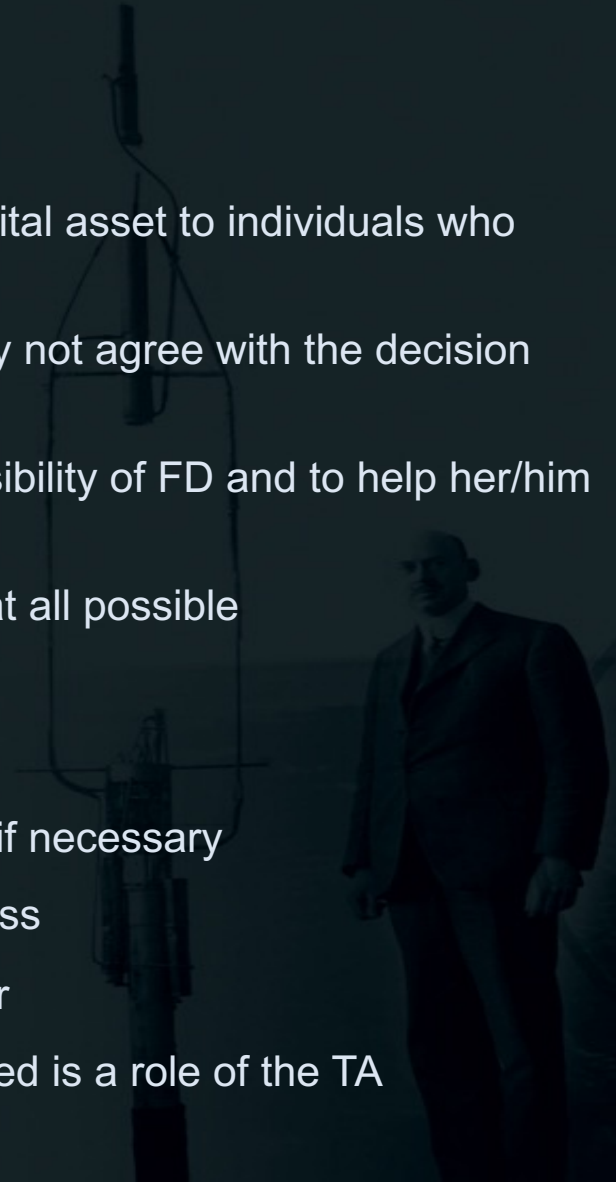 ital asset to individuals who
y not agree with the decision
sibility of FD and to help her/him
at all possible
if necessary
ss
r
ed is a role of the TA